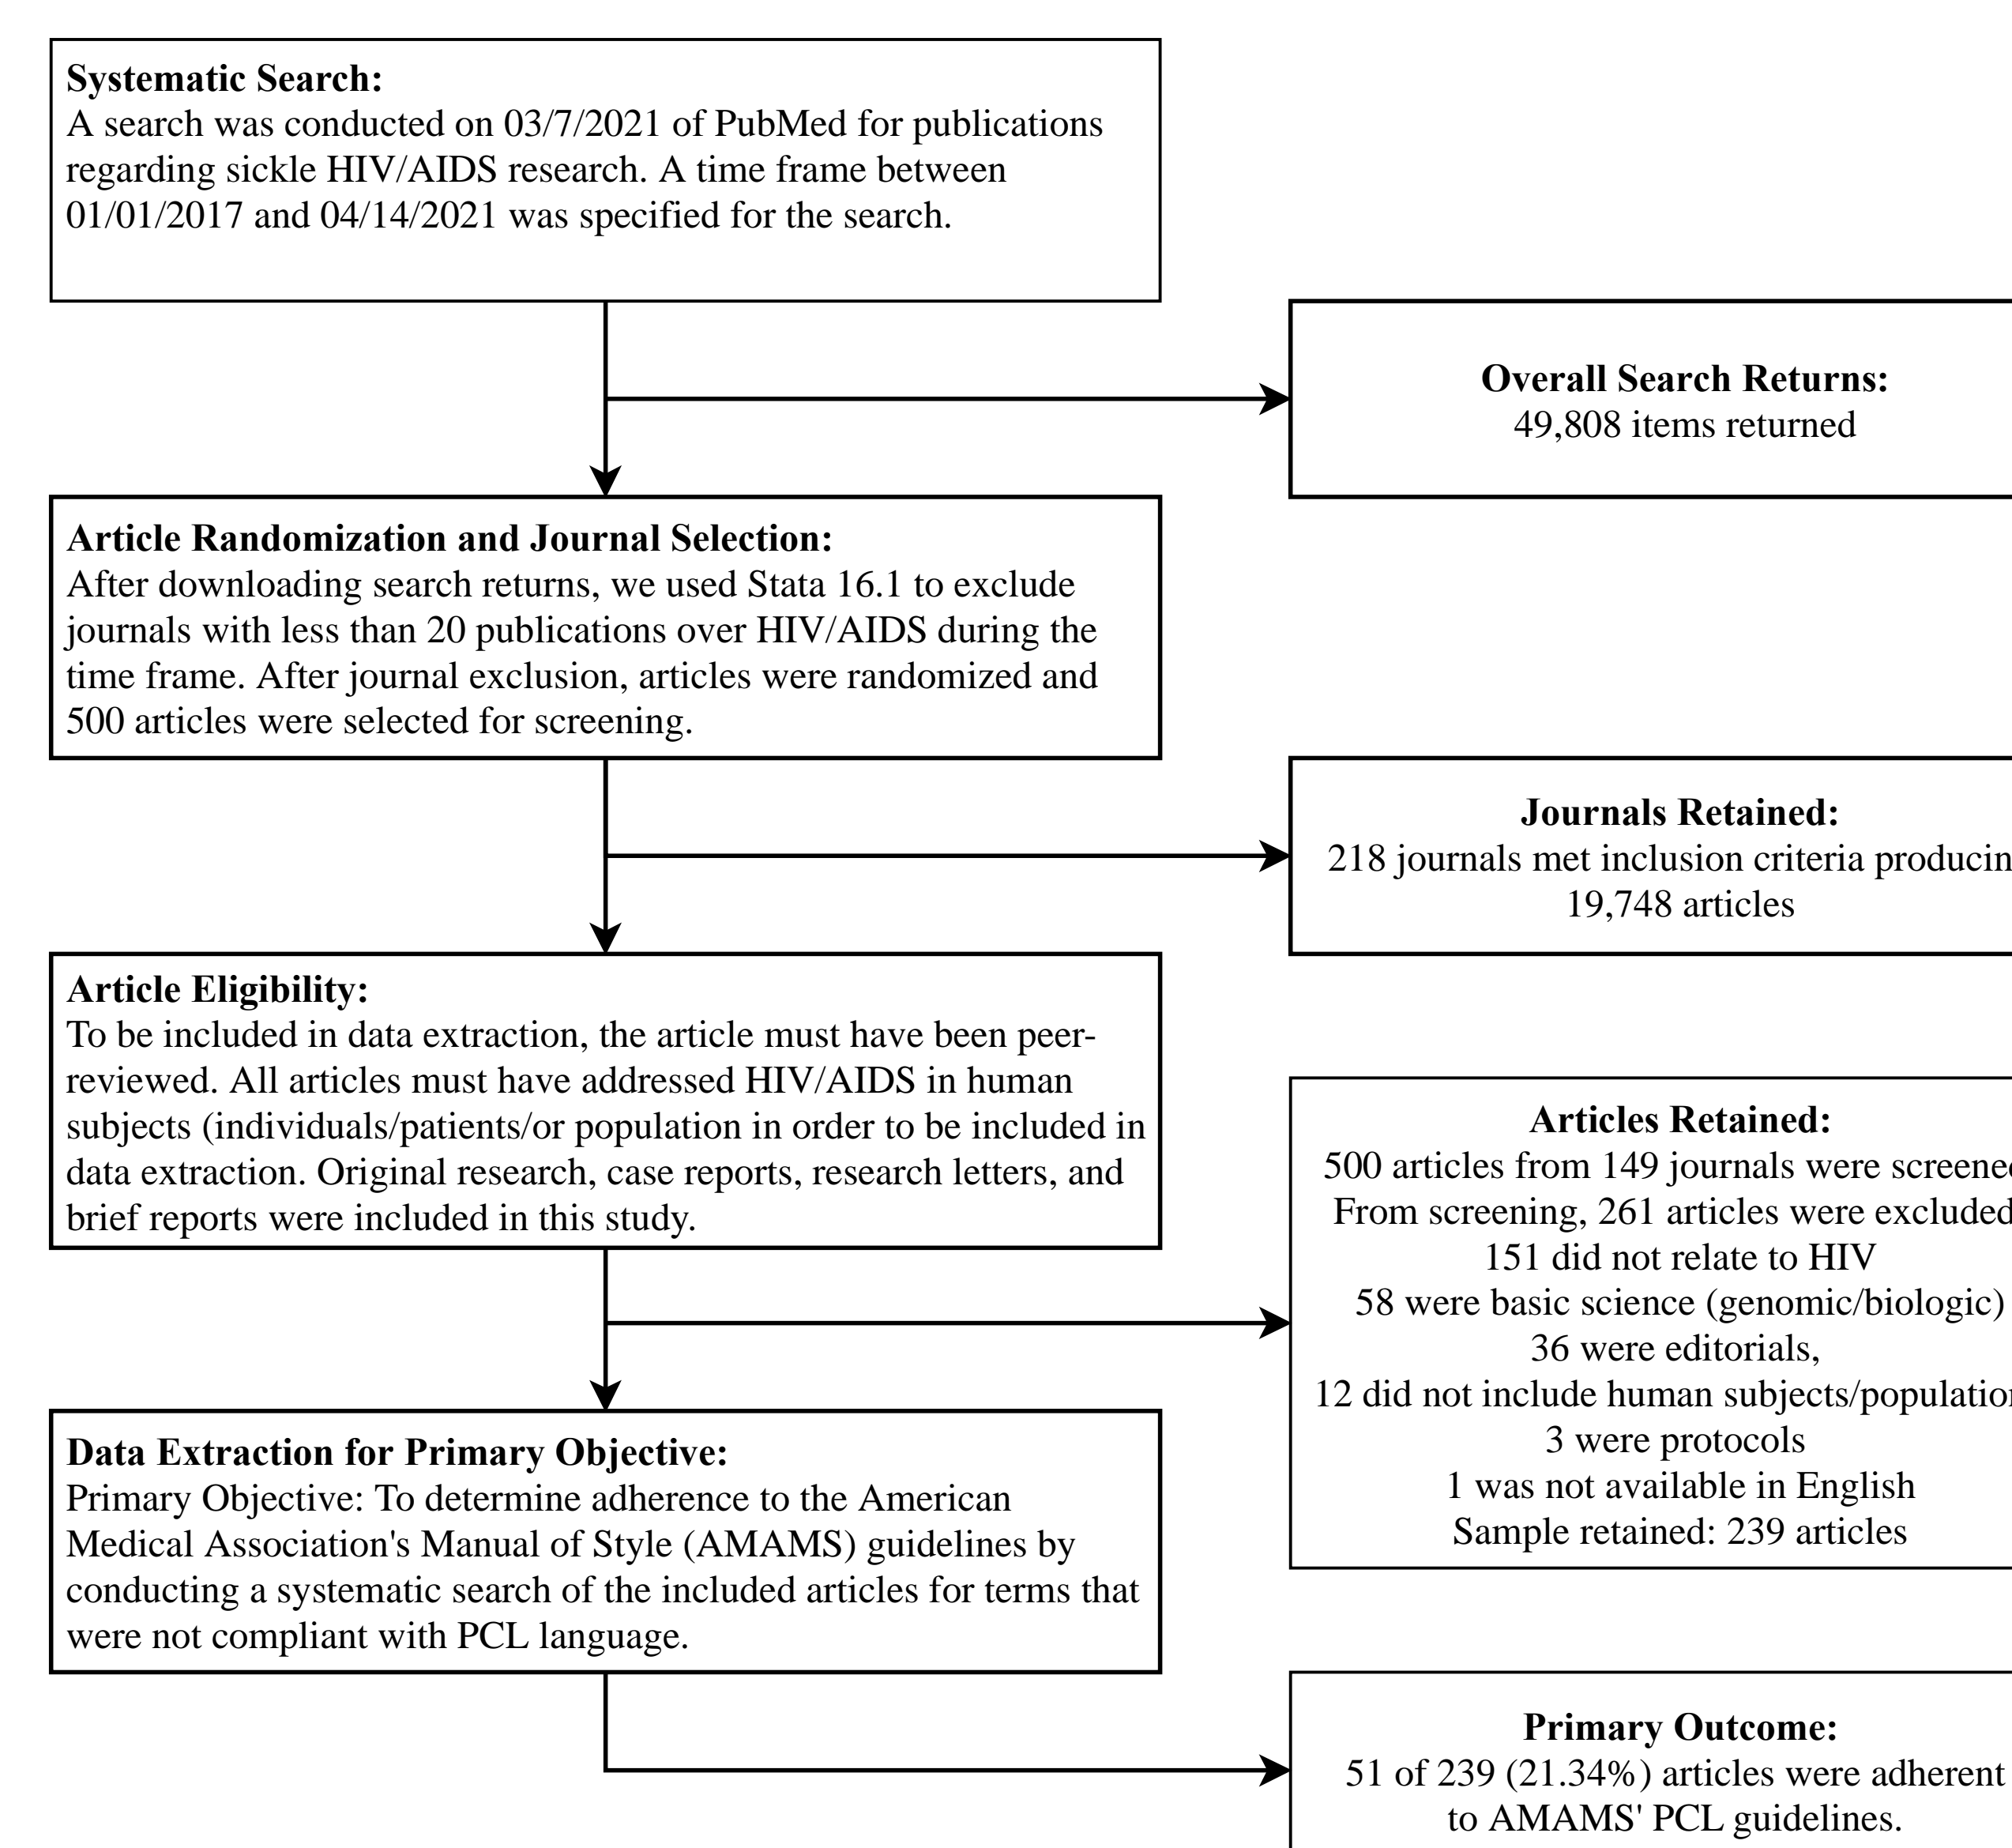 Systematic Search:
A search was conducted on 03/7/2021 of PubMed for publications
regarding sickle HIV/AIDS research. A time frame between
01/01/2017 and 04/14/2021 was specified for the search.
Overall Search Returns:
49,808 items returned
Article Randomization and Journal Selection:
After downloading search returns, we used Stata 16.1 to exclude
journals with less than 20 publications over HIV/AIDS during the
time frame. After journal exclusion, articles were randomized and
500 articles were selected for screening.
Journals Retained:
218 journals met inclusion criteria producin
19,748 articles
Article Eligibility:
To be included in data extraction, the article must have been peer-
reviewed. All articles must have addressed HIV/AIDS in human
subjects (individuals/patients/or population in order to be included in
data extraction. Original research, case reports, research letters, and
brief reports were included in this study.
Articles Retained:
500 articles from 149 journals were screene
From screening, 261 articles were excluded
151 did not relate to HIV
58 were basic science (genomic/biologic)
36 were editorials,
12 did not include human subjects/population
3 were protocols
1 was not available in English
Sample retained: 239 articles
Data Extraction for Primary Objective:
Primary Objective: To determine adherence to the American
Medical Association's Manual of Style (AMAMS) guidelines by
conducting a systematic search of the included articles for terms that
were not compliant with PCL language.
Primary Outcome:
51 of 239 (21.34%) articles were adherent
to AMAMS' PCL guidelines.